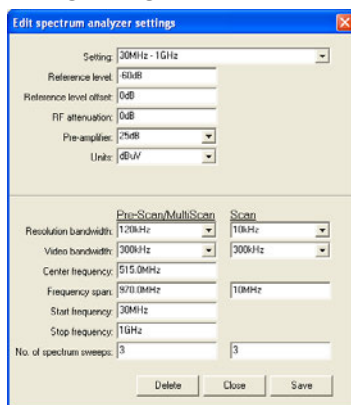 Edit spectrum analyzer settings
Setting: 30MHz - 1GHz
Reference level: -60dB
Reference level offset: 0dB
RF attenuation: 0dB
Pre-amplifier: 25dB
Units: dBuV
Pre-Scan/MultiScan Scan
Resolution bandwidth: 120kHz 10kHz
Video bandwidth: 300kHz 300kHz
Center frequency: 515.0MHz
Frequency span: 970.0MHz 10MHz
Start frequency: 30MHz
Stop frequency: 1GHz
No. of spectrum sweeps: 3 3
Delete Close Save